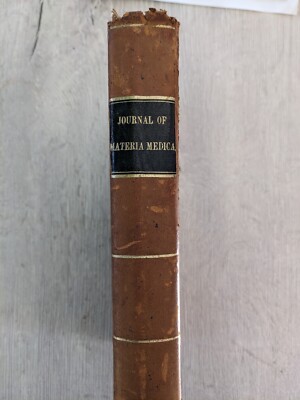 JOURNAL OF
MATERIA MEDICA.